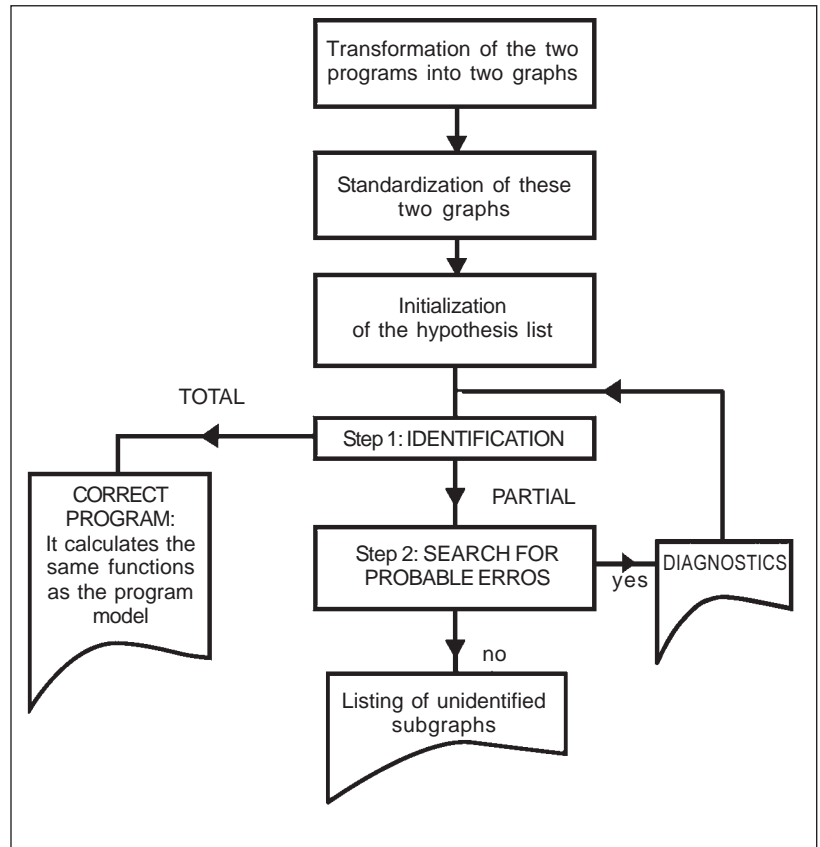 Transformation of the two
programs into two graphs
Standardization of these
two graphs
Initialization
of the hypothesis list
TOTAL
Step 1: IDENTIFICATION
CORRECT
PROGRAM:
It calculates the
same functions
as the program
model
PARTIAL
Step 2: SEARCH FOR
PROBABLE ERROS
yes
DIAGNOSTICS
no
Listing of unidentified
subgraphs